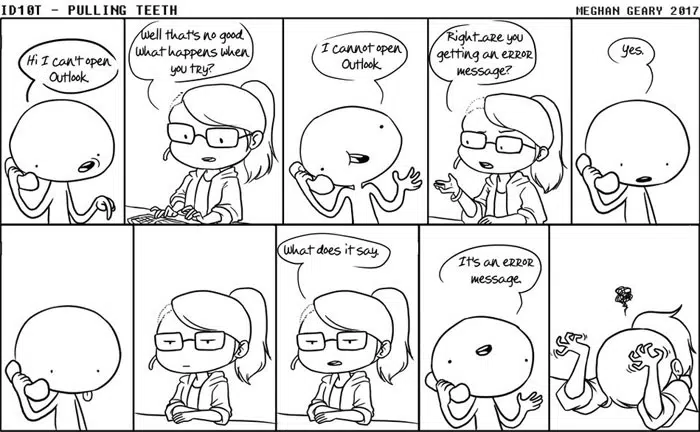 ID10T - PULLING TEETH
MEGHAN GEARY 2017
Hi I can't open
Outlook.
Well that's no good.
What happens when
you try?
I cannot open
Outlook.
Right..are you
getting an error
message?
Yes.
What does it say.
It's an error
message.